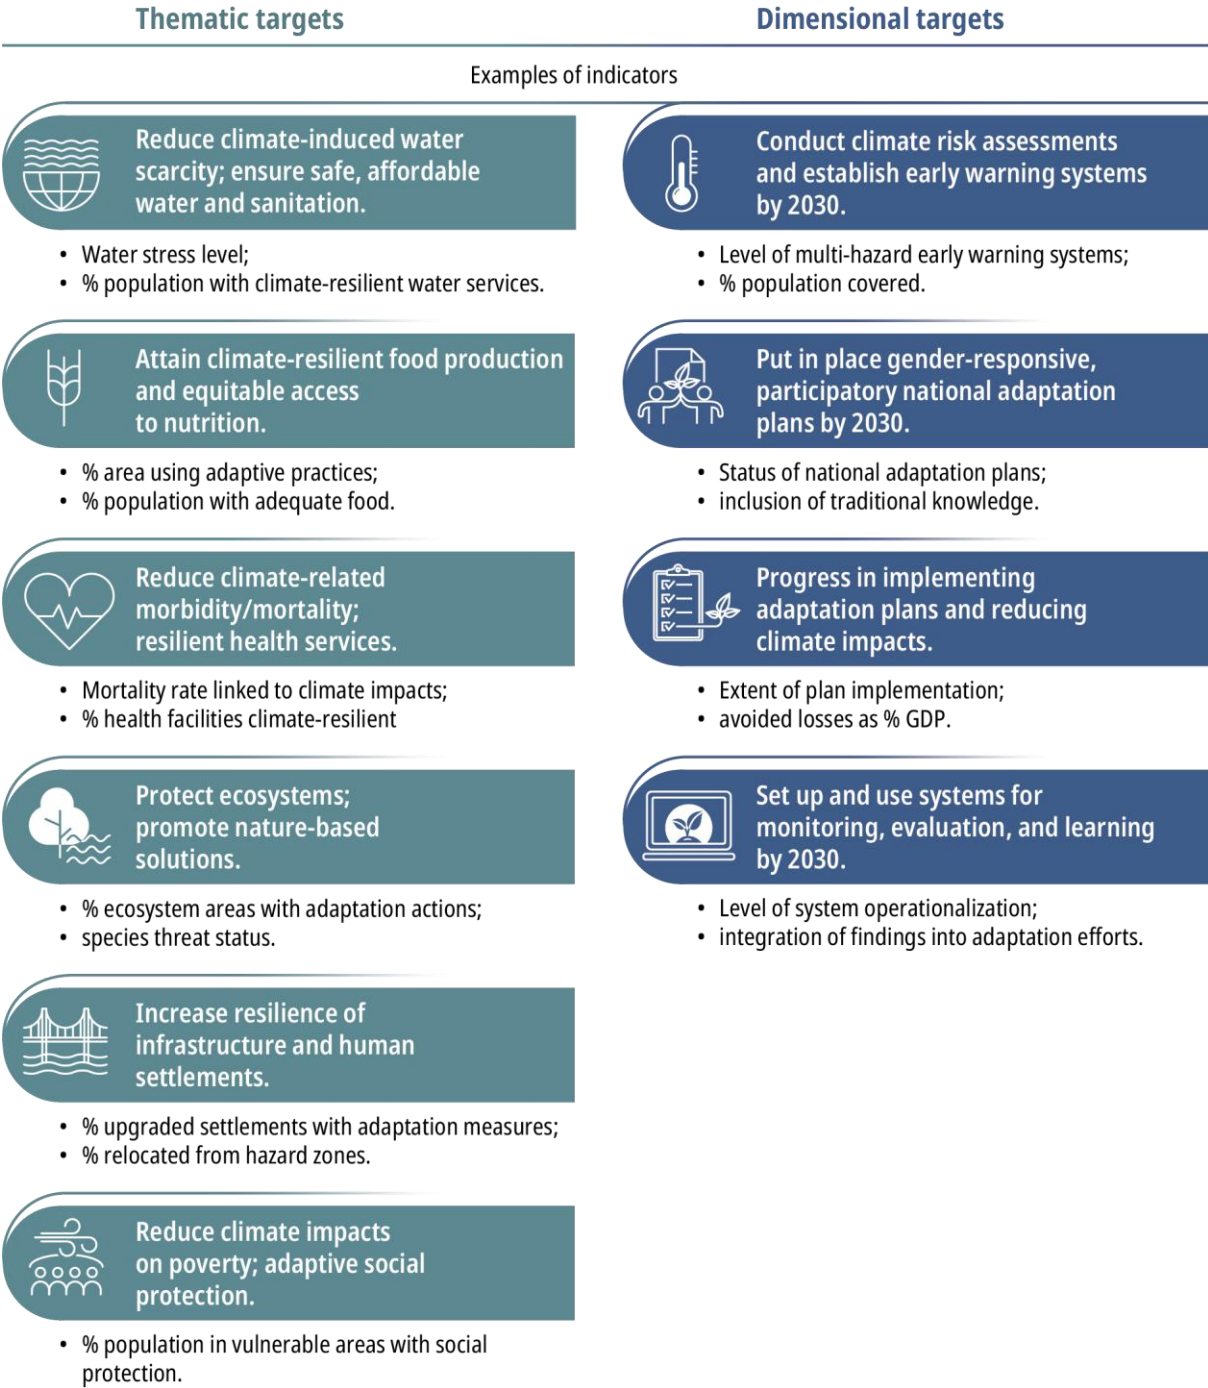 Thematic targets
Dimensional targets
Examples of indicators
Reduce climate-induced water
scarcity; ensure safe, affordable
water and sanitation.
• Water stress level;
• % population with climate-resilient water services.
Attain climate-resilient food production
and equitable access
to nutrition.
• % area using adaptive practices;
• % population with adequate food.
Reduce climate-related
morbidity/mortality;
resilient health services.
• Mortality rate linked to climate impacts;
• % health facilities climate-resilient
Protect ecosystems;
promote nature-based
solutions.
• % ecosystem areas with adaptation actions;
• species threat status.
Increase resilience of
infrastructure and human
settlements.
• % upgraded settlements with adaptation measures;
• % relocated from hazard zones.
Reduce climate impacts
on poverty; adaptive social
protection.
• % population in vulnerable areas with social
protection.
Conduct climate risk assessments
and establish early warning systems
by 2030.
• Level of multi-hazard early warning systems;
• % population covered.
Put in place gender-responsive,
participatory national adaptation
plans by 2030.
• Status of national adaptation plans;
• inclusion of traditional knowledge.
Progress in implementing
adaptation plans and reducing
climate impacts.
• Extent of plan implementation;
• avoided losses as % GDP.
Set up and use systems for
monitoring, evaluation, and learning
by 2030.
• Level of system operationalization;
• integration of findings into adaptation efforts.